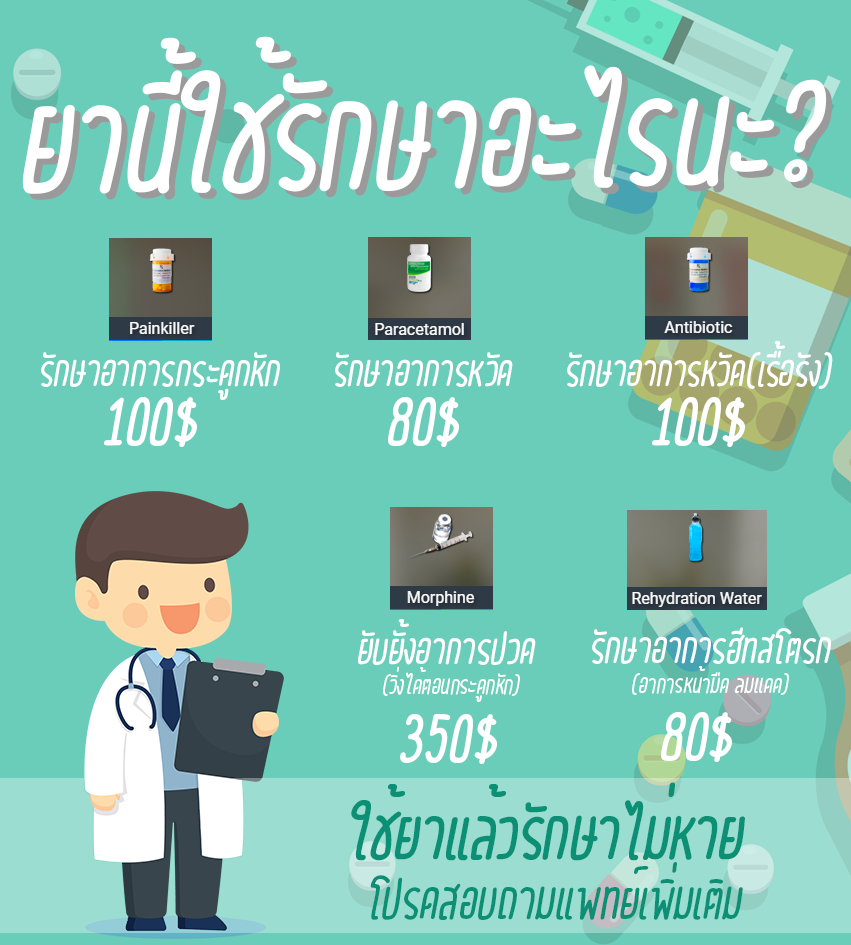 ยานี้ใช้รักษาอะไรนะ?
Painkiller
รักษาอาการกระดูกหัก
100$
Paracetamol
รักษาอาการหวัด
80$
Antibiotic
รักษาอาการหวัด(เรื้อรัง)
100$
Morphine
ยับยั้งอาการปวด
(วิ่งได้ตอนกระดูกหัก)
350$
Rehydration Water
รักษาอาการฮีทสโตรก
(อาการหน้ามืด ลมแดด)
80$
ใช้ยาแล้วรักษาไม่หาย
โปรดสอบถามแพทย์เพิ่มเติม